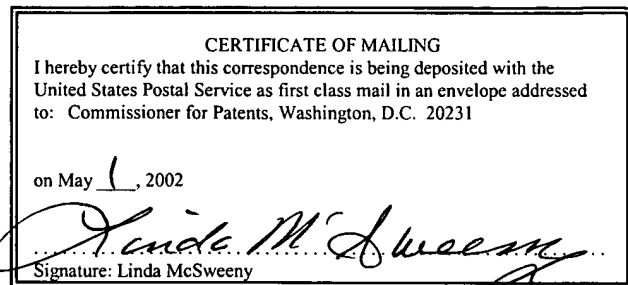 CERTIFICATE OF MAILING
I hereby certify that this correspondence is being deposited with the
United States Postal Service as first class mail in an envelope addressed
to: Commissioner for Patents, Washington, D.C. 20231
on May 1, 2002
Linda McSweeny
Signature: Linda McSweeny